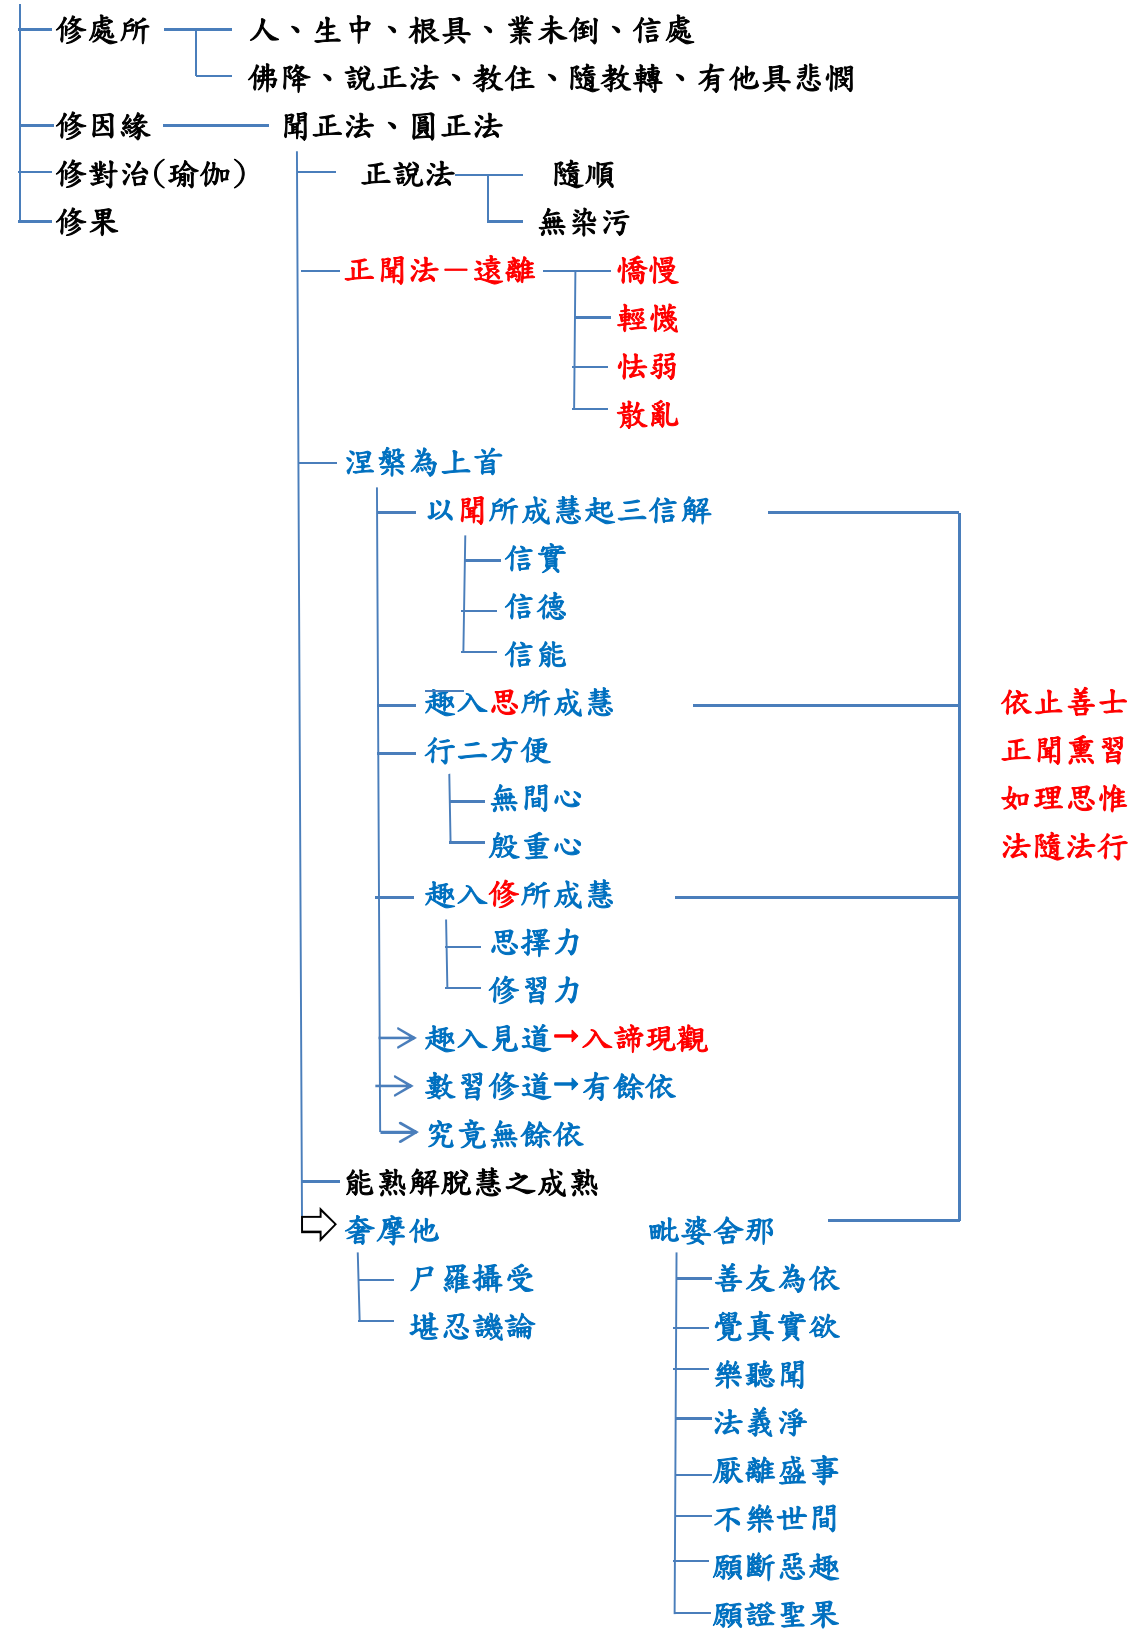 修處所 人、生中、根具、業未倒、信處
佛降、說正法、教住、隨教轉、有他具悲憫
修因緣 聞正法、圓正法
修對治(瑜伽) 正說法 隨順
修果 無染污
正聞法－遠離 憍慢
輕懱
怯弱
散亂
涅槃為上首
以聞所成慧起三信解
信實
信德
信能
趣入思所成慧 依止善士
行二方便 正聞熏習
無間心 如理思惟
殷重心 法隨法行
趣入修所成慧
思擇力
修習力
趣入見道→入諦現觀
數習修道→有餘依
究竟無餘依
能熟解脫慧之成熟
奢摩他 毗婆舍那
尸羅攝受 善友為依
堪忍譏論 覺真實欲
樂聽聞
法義淨
厭離盛事
不樂世間
願斷惡趣
願證聖果